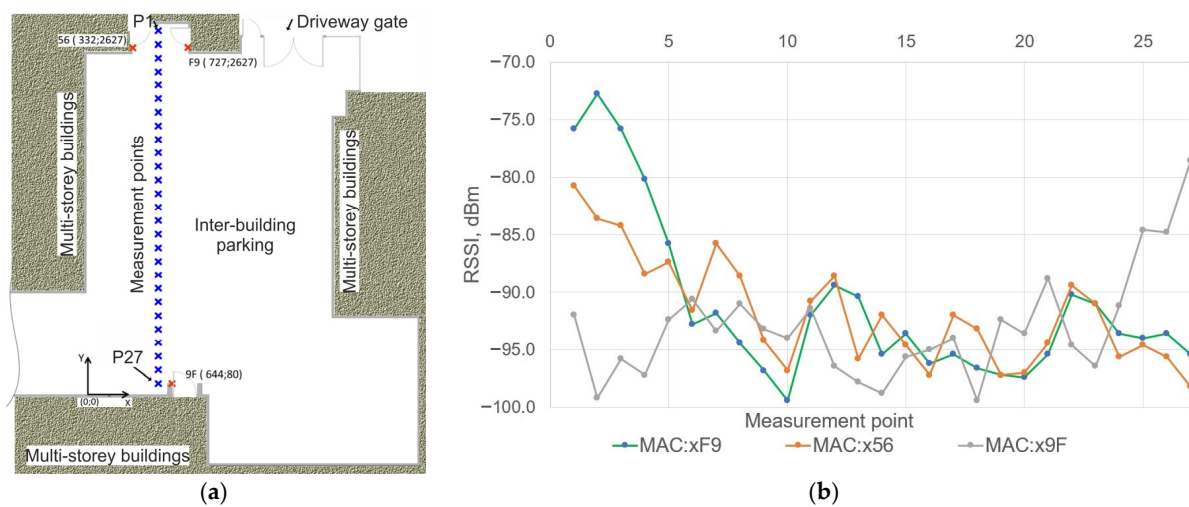 P1
Driveway gate
56 ( 332;2627)
F9 ( 727;2627)
Multi-storey buildings
Measurement points
Multi-storey buildings
Inter-building
parking
P27
9F ( 644;80)
Y
X
(0;0)
Multi-storey buildings
(a)
0 5 10 15 20 25
−70.0
−75.0
−80.0
−85.0
−90.0
−95.0
−100.0
RSSI, dBm
Measurement point
MAC:xF9 MAC:x56 MAC:x9F
(b)